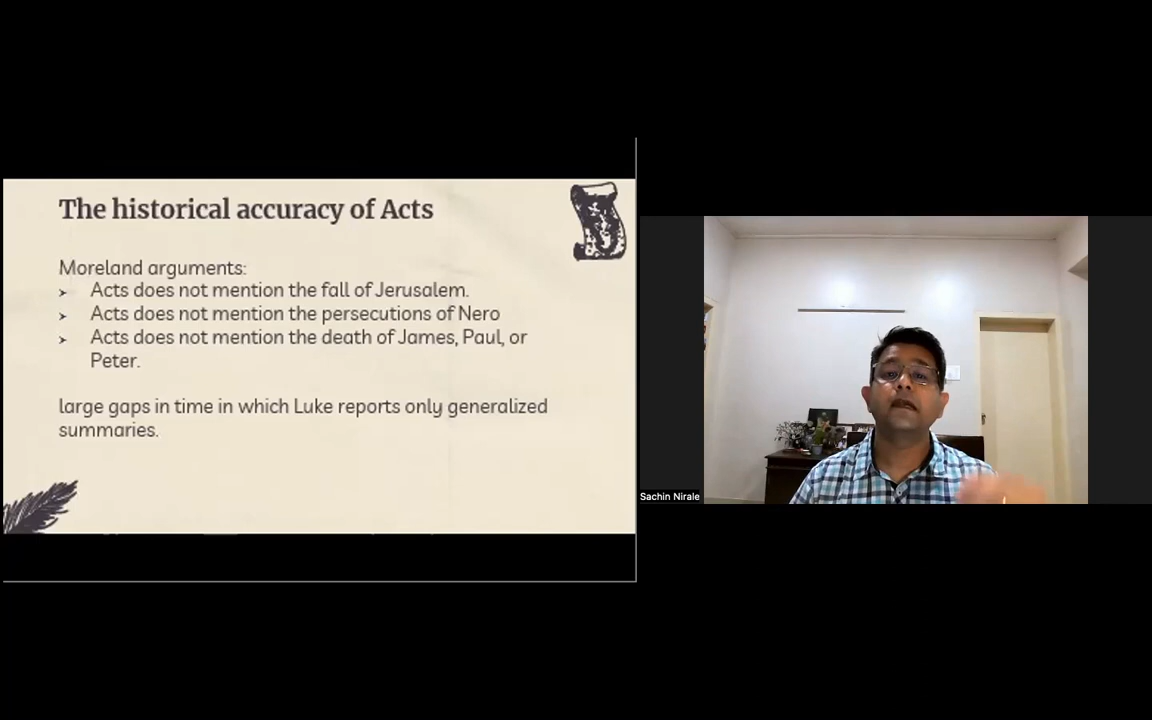 The historical accuracy of Acts
Moreland arguments:
➢ Acts does not mention the fall of Jerusalem.
➢ Acts does not mention the persecutions of Nero
➢ Acts does not mention the death of James, Paul, or
Peter.
large gaps in time in which Luke reports only generalized
summaries.
Sachin Nirale